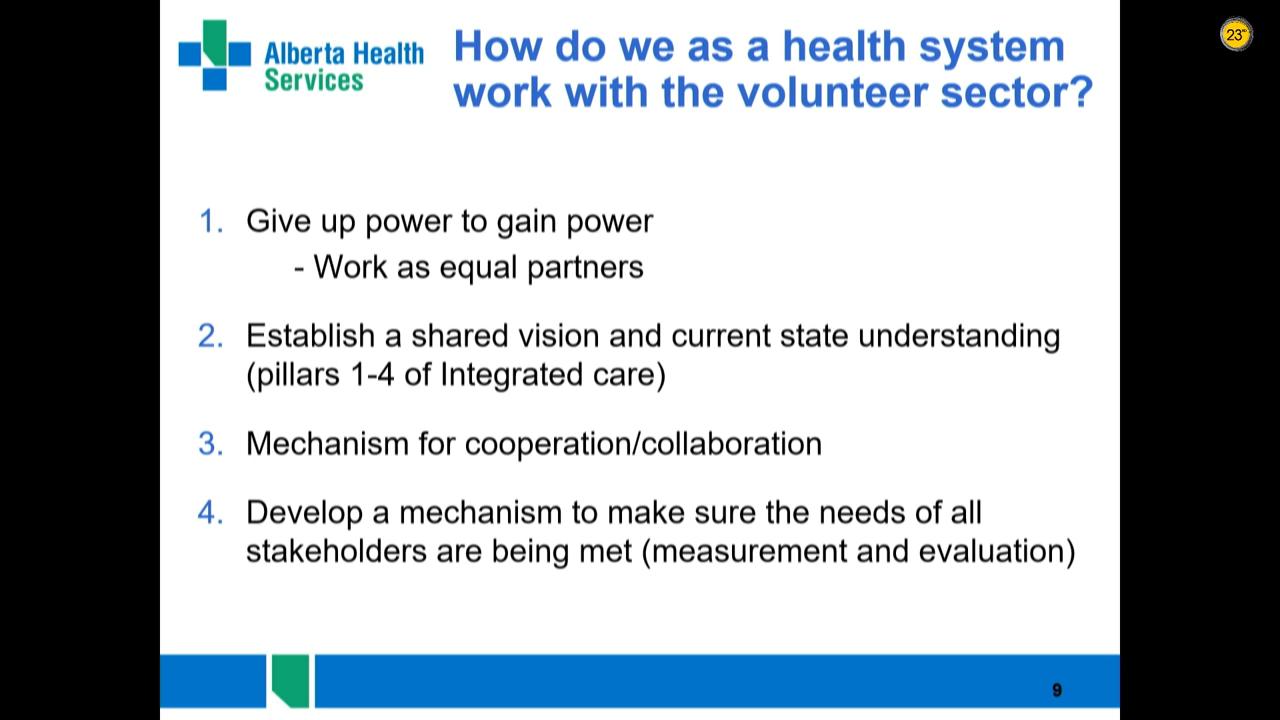 Alberta Health
Services
How do we as a health system
work with the volunteer sector?
23
1. Give up power to gain power
- Work as equal partners
2. Establish a shared vision and current state understanding
(pillars 1-4 of Integrated care)
3. Mechanism for cooperation/collaboration
4. Develop a mechanism to make sure the needs of all
stakeholders are being met (measurement and evaluation)
9